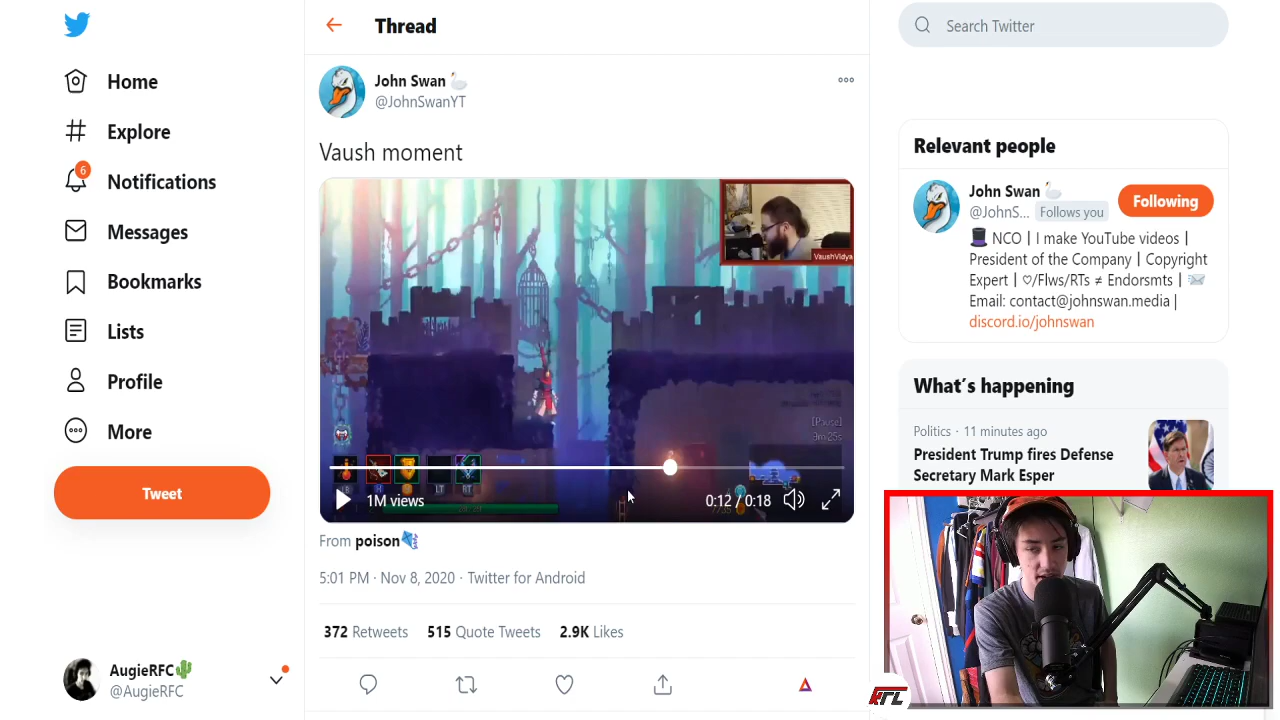 Home
Explore
6
Notifications
Messages
Bookmarks
Lists
Profile
More
Tweet
AugieRFC
@AugieRFC
Thread
John Swan
@JohnSwanYT
Vaush moment
VaushVidya
[Pause]
3m25s
LT
RT
1M views
0:12 / 0:18
From poison
5:01 PM · Nov 8, 2020 · Twitter for Android
372 Retweets 515 Quote Tweets 2.9K Likes
Search Twitter
Relevant people
John Swan
@JohnS... Follows you
Following
NCO | I make YouTube videos |
President of the Company | Copyright
Expert | ♡/Flws/RTs ≠ Endorsmts |
Email: contact@johnswan.media |
discord.io/johnswan
What's happening
Politics · 11 minutes ago
President Trump fires Defense
Secretary Mark Esper